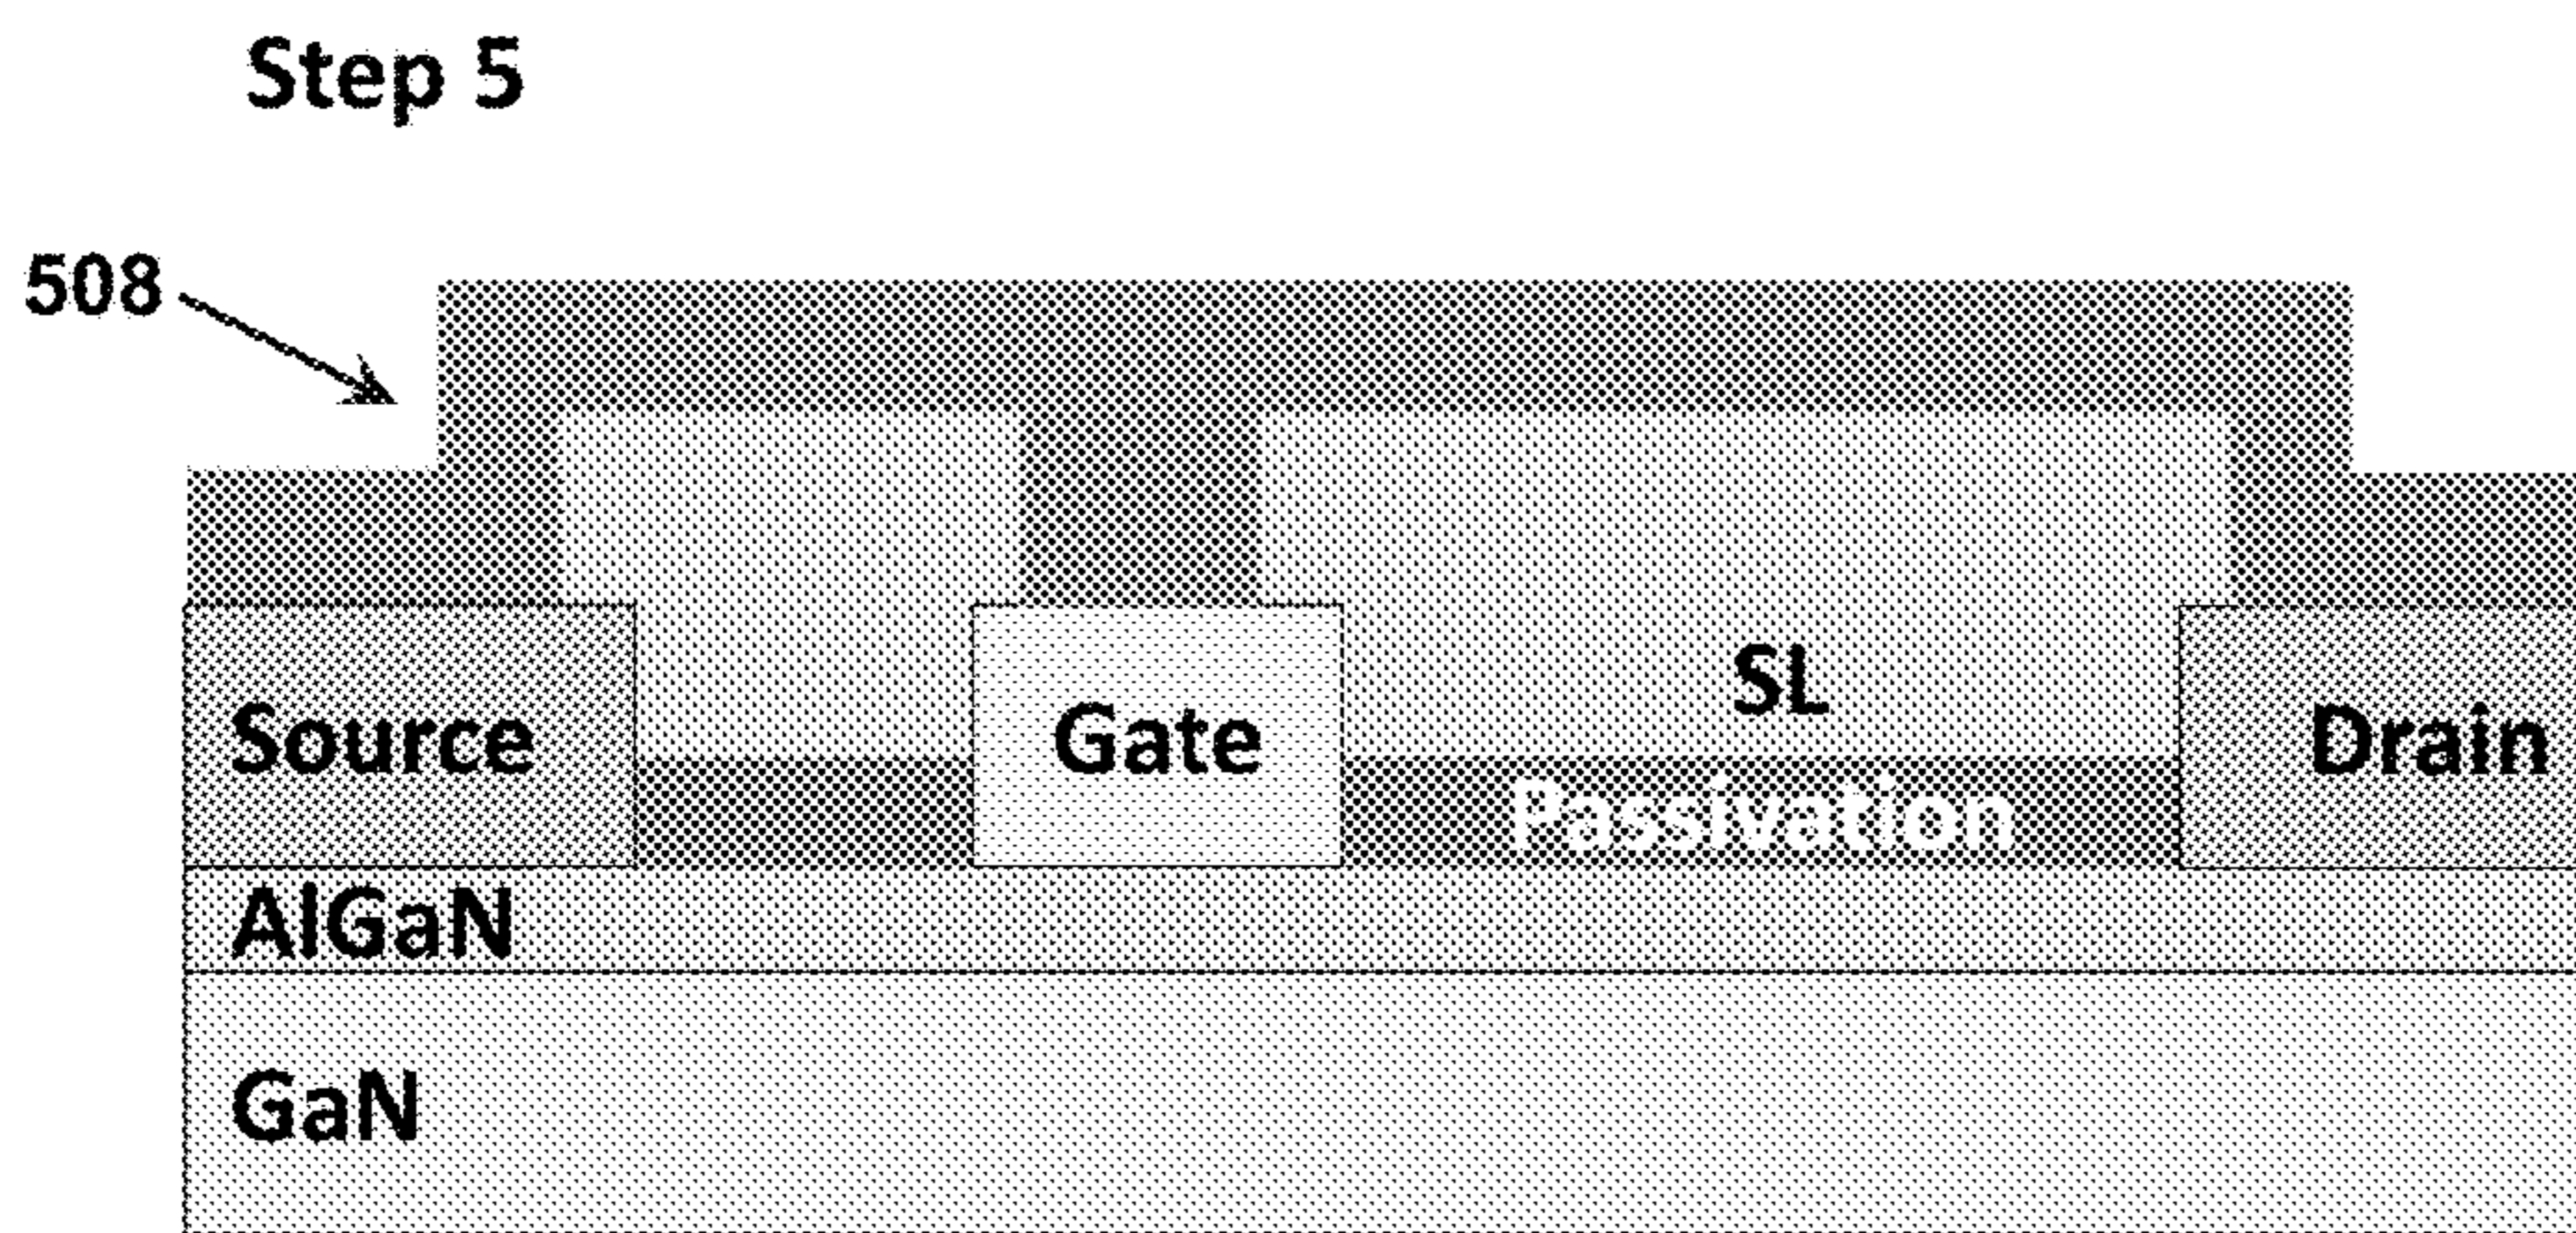 Step 5
508
SL
Source
Gate
Drain
Passivation
AlGaN
GaN